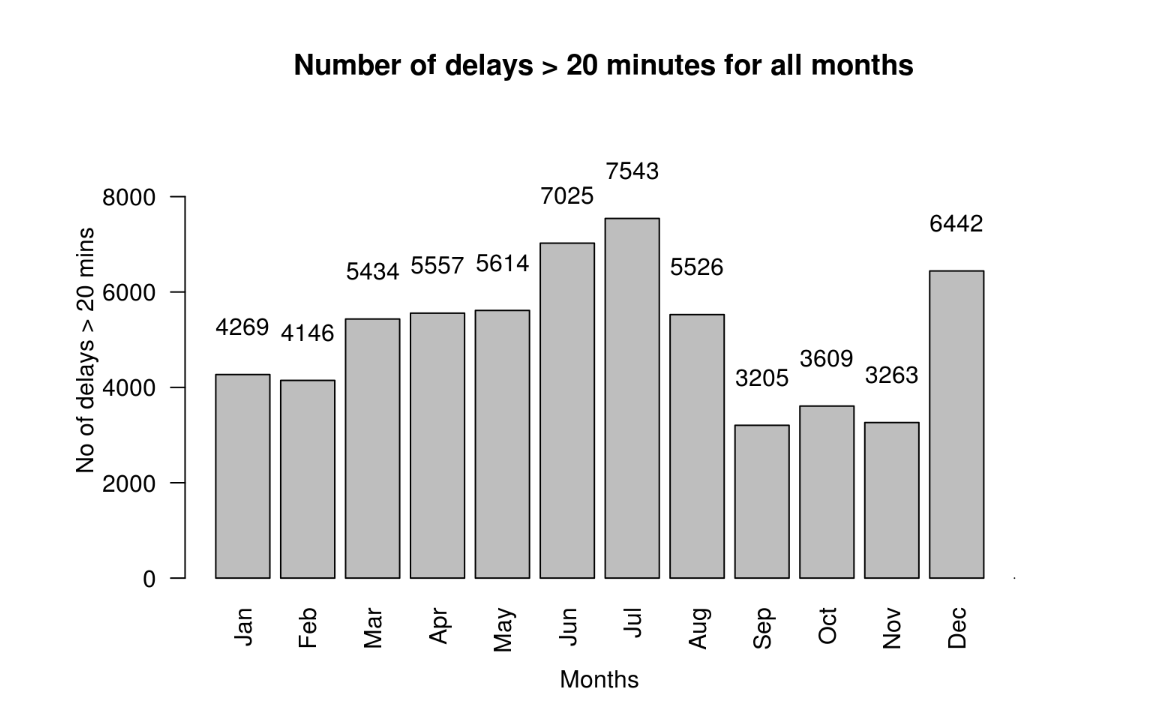 Number of delays > 20 minutes for all months
No of delays > 20 mins
8000
6000
4000
2000
0
4269
4146
5434
5557
5614
7025
7543
5526
3205
3609
3263
6442
Jan
Feb
Mar
Apr
May
Jun
Jul
Aug
Sep
Oct
Nov
Dec
Months